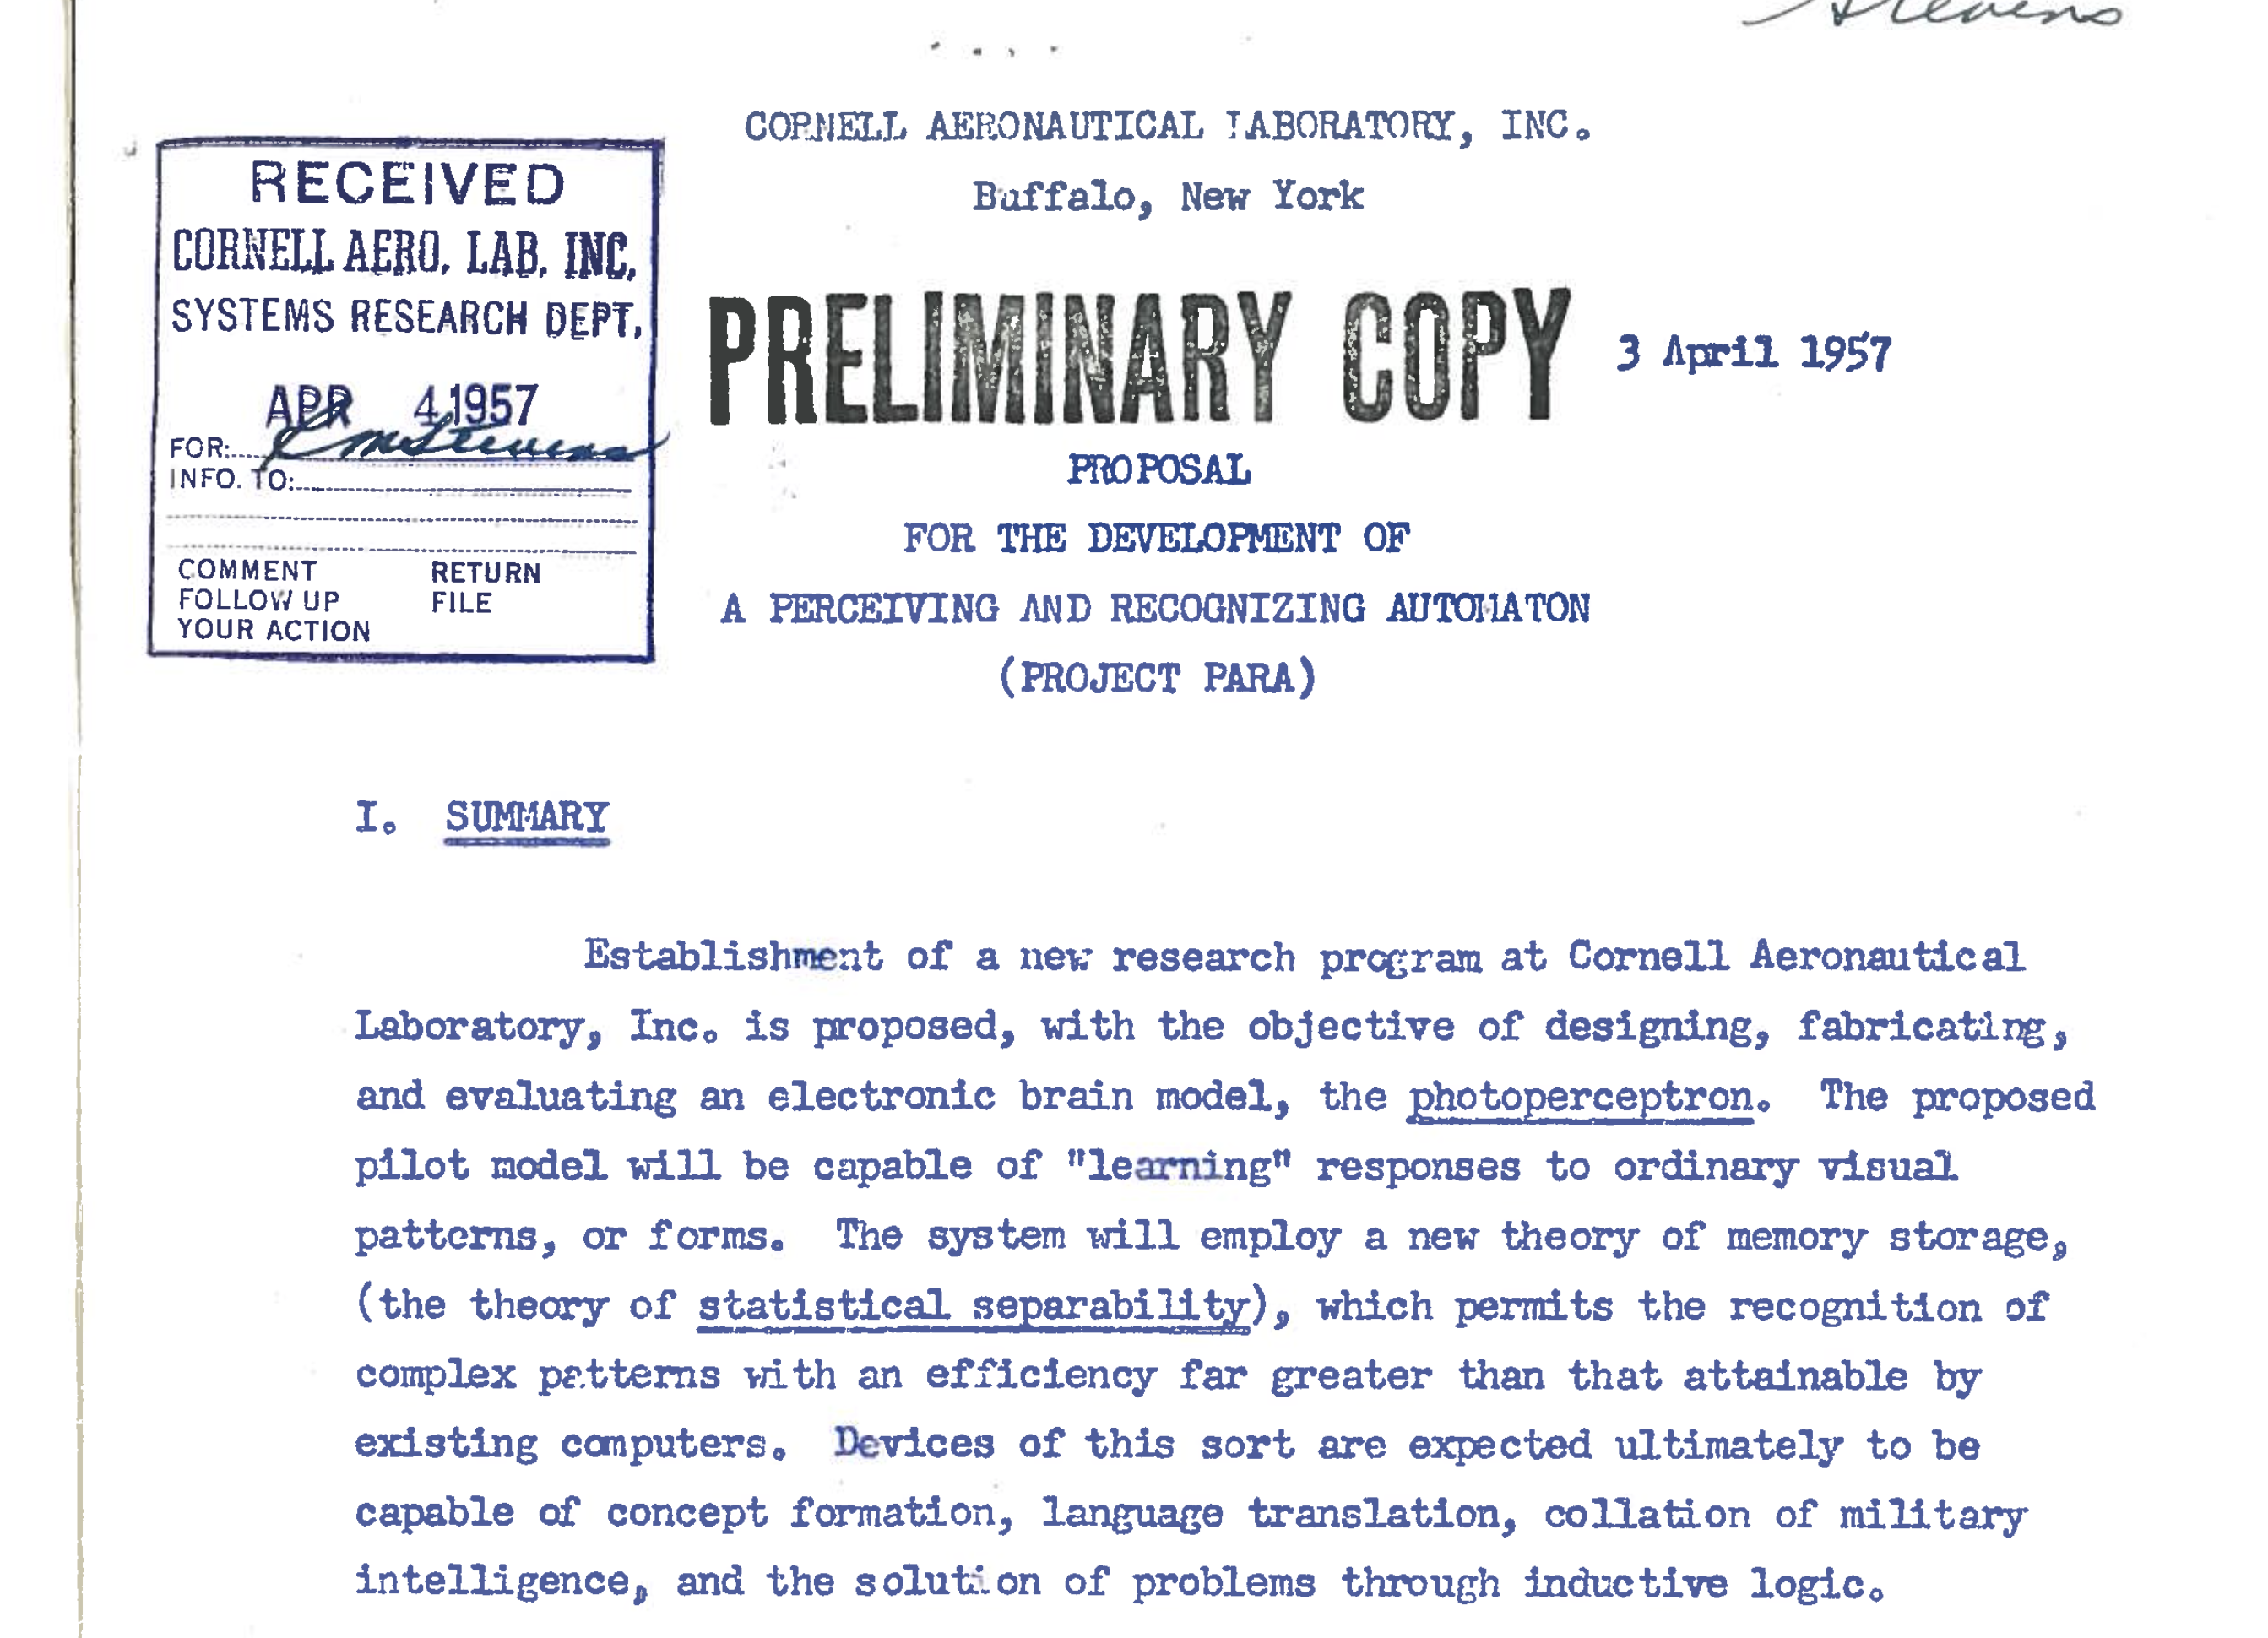 Stevens
CORNELL AERONAUTICAL LABORATORY, INC.
Buffalo, New York
RECEIVED
CORNELL AERO. LAB. INC.
SYSTEMS RESEARCH DEPT.
APR 4 1957
FOR: RmStevens
INFO. TO:
COMMENT RETURN
FOLLOW UP FILE
YOUR ACTION
PRELIMINARY COPY
3 April 1957
PROPOSAL
FOR THE DEVELOPMENT OF
A PERCEIVING AND RECOGNIZING AUTOMATON
(PROJECT PARA)
I. SUMMARY
Establishment of a new research program at Cornell Aeronautical
Laboratory, Inc. is proposed, with the objective of designing, fabricating,
and evaluating an electronic brain model, the photoperceptron. The proposed
pilot model will be capable of "learning" responses to ordinary visual
patterns, or forms. The system will employ a new theory of memory storage,
(the theory of statistical separability), which permits the recognition of
complex patterns with an efficiency far greater than that attainable by
existing computers. Devices of this sort are expected ultimately to be
capable of concept formation, language translation, collation of military
intelligence, and the solution of problems through inductive logic.